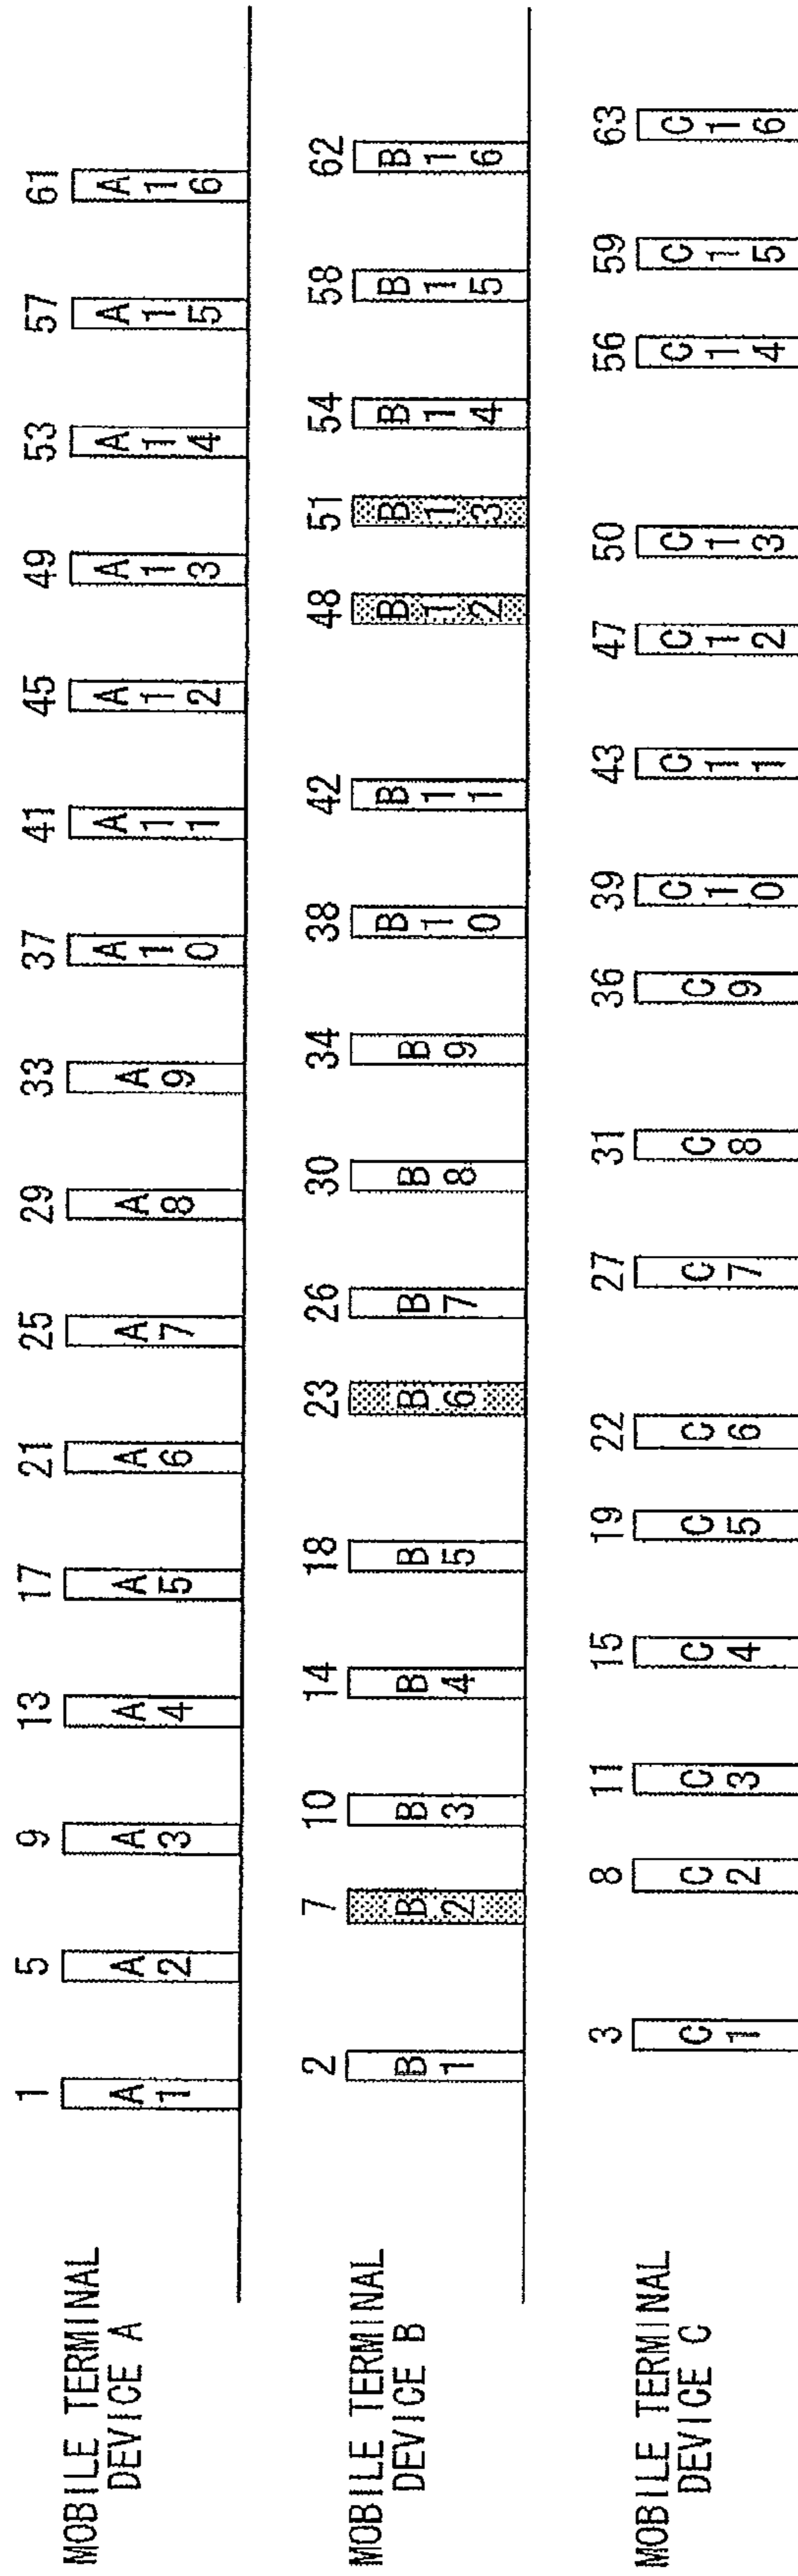 MOBILE TERMINAL
DEVICE A
1 5 9 13 17 21 25 29 33 37 41 45 49 53 57 61
A1 A2 A3 A4 A5 A6 A7 A8 A9 A10 A11 A12 A13 A14 A15 A16
MOBILE TERMINAL
DEVICE B
2 7 10 14 18 23 26 30 34 38 42 48 51 54 58 62
B1 B2 B3 B4 B5 B6 B7 B8 B9 B10 B11 B12 B13 B14 B15 B16
MOBILE TERMINAL
DEVICE C
3 8 11 15 19 22 27 31 36 39 43 47 50 56 59 63
C1 C2 C3 C4 C5 C6 C7 C8 C9 C10 C11 C12 C13 C14 C15 C16